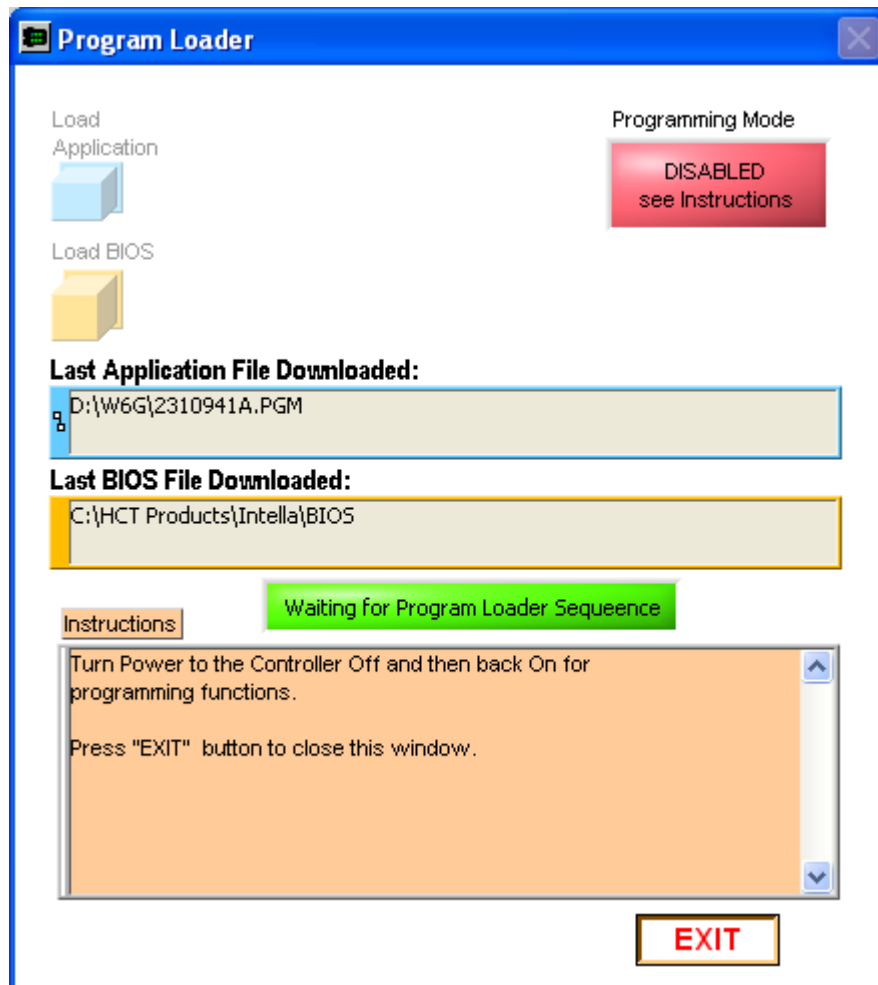 Program Loader
Load
Application
Programming Mode
DISABLED
see Instructions
Load BIOS
Last Application File Downloaded:
D:\W6G\2310941A.PGM
Last BIOS File Downloaded:
C:\HCT Products\Intella\BIOS
Waiting for Program Loader Sequeence
Instructions
Turn Power to the Controller Off and then back On for
programming functions.
Press "EXIT"  button to close this window.
EXIT